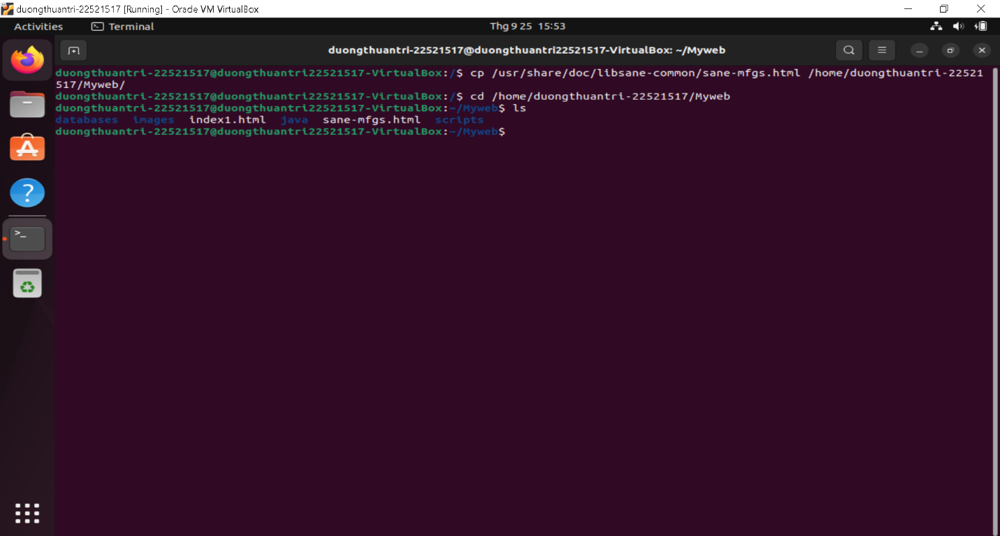 duongthuantri-22521517 [Running] - Oracle VM VirtualBox
Activities Terminal Thg 9 25 15:53
duongthuantri-22521517@duongthuantri22521517-VirtualBox: ~/Myweb
duongthuantri-22521517@duongthuantri22521517-VirtualBox:/$ cp /usr/share/doc/libsane-common/sane-mfgs.html /home/duongthuantri-22521
517/Myweb/
duongthuantri-22521517@duongthuantri22521517-VirtualBox:/$ cd /home/duongthuantri-22521517/Myweb
duongthuantri-22521517@duongthuantri22521517-VirtualBox:~/Myweb$ ls
databases images index1.html java sane-mfgs.html scripts
duongthuantri-22521517@duongthuantri22521517-VirtualBox:~/Myweb$